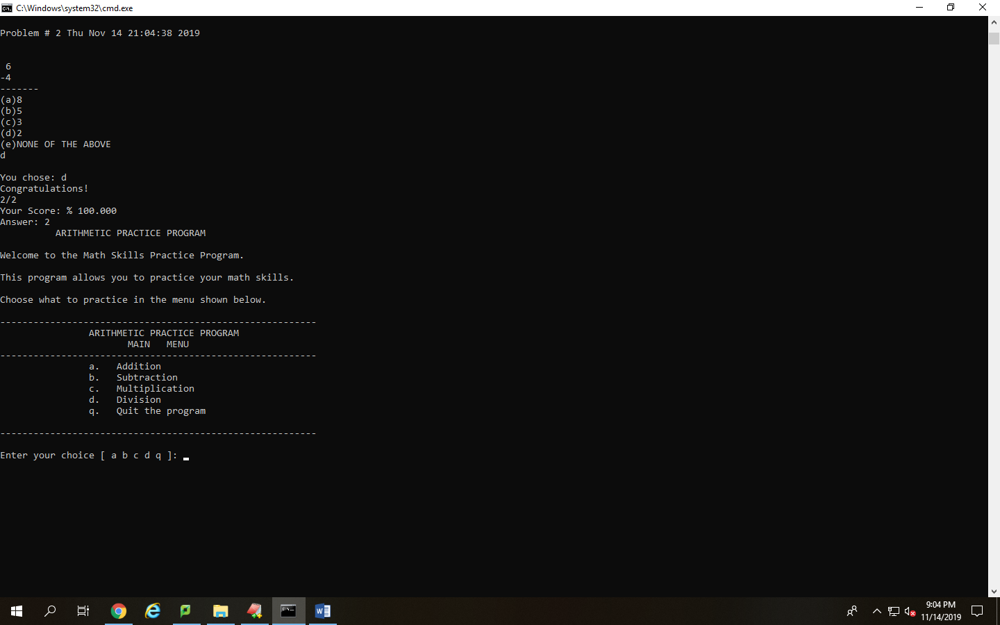 C:\Windows\system32\cmd.exe
Problem # 2 Thu Nov 14 21:04:38 2019
6
-4
-------
(a)8
(b)5
(c)3
(d)2
(e)NONE OF THE ABOVE
d
You chose: d
Congratulations!
2/2
Your Score: % 100.000
Answer: 2
ARITHMETIC PRACTICE PROGRAM
Welcome to the Math Skills Practice Program.
This program allows you to practice your math skills.
Choose what to practice in the menu shown below.
---------------------------------------------------------
ARITHMETIC PRACTICE PROGRAM
MAIN   MENU
---------------------------------------------------------
a.   Addition
b.   Subtraction
c.   Multiplication
d.   Division
q.   Quit the program
---------------------------------------------------------
Enter your choice [ a b c d q ]: 
9:04 PM
11/14/2019